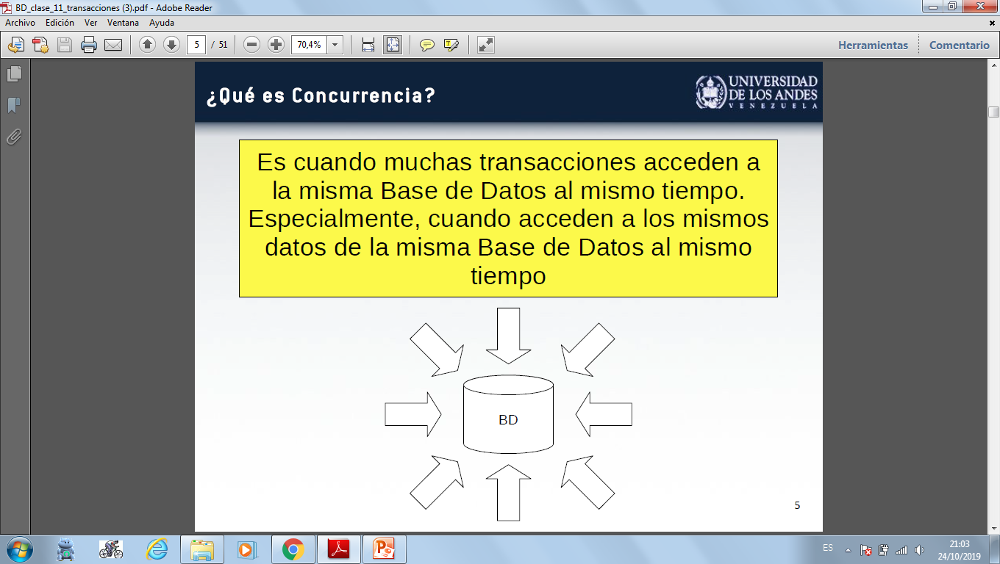 BD_clase_11_transacciones (3).pdf - Adobe Reader
Archivo Edición Ver Ventana Ayuda
5 / 51 70,4% Herramientas Comentario
¿Qué es Concurrencia?
UNIVERSIDAD
DE LOS ANDES
VENEZUELA
Es cuando muchas transacciones acceden a
la misma Base de Datos al mismo tiempo.
Especialmente, cuando acceden a los mismos
datos de la misma Base de Datos al mismo
tiempo
BD
5
ES
21:03
24/10/2019